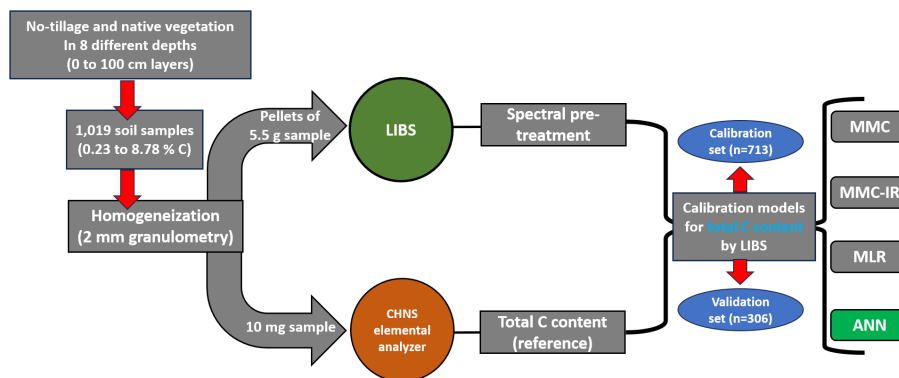 No-tillage and native vegetation
In 8 different depths
(0 to 100 cm layers)
1,019 soil samples
(0.23 to 8.78 % C)
Homogeneization
(2 mm granulometry)
Pellets of
5.5 g sample
10 mg sample
LIBS
CHNS
elemental
analyzer
Spectral pre-
treatment
Total C content
(reference)
Calibration
set (n=713)
Calibration models
for total C content
by LIBS
Validation
set (n=306)
MMC
MMC-IR
MLR
ANN